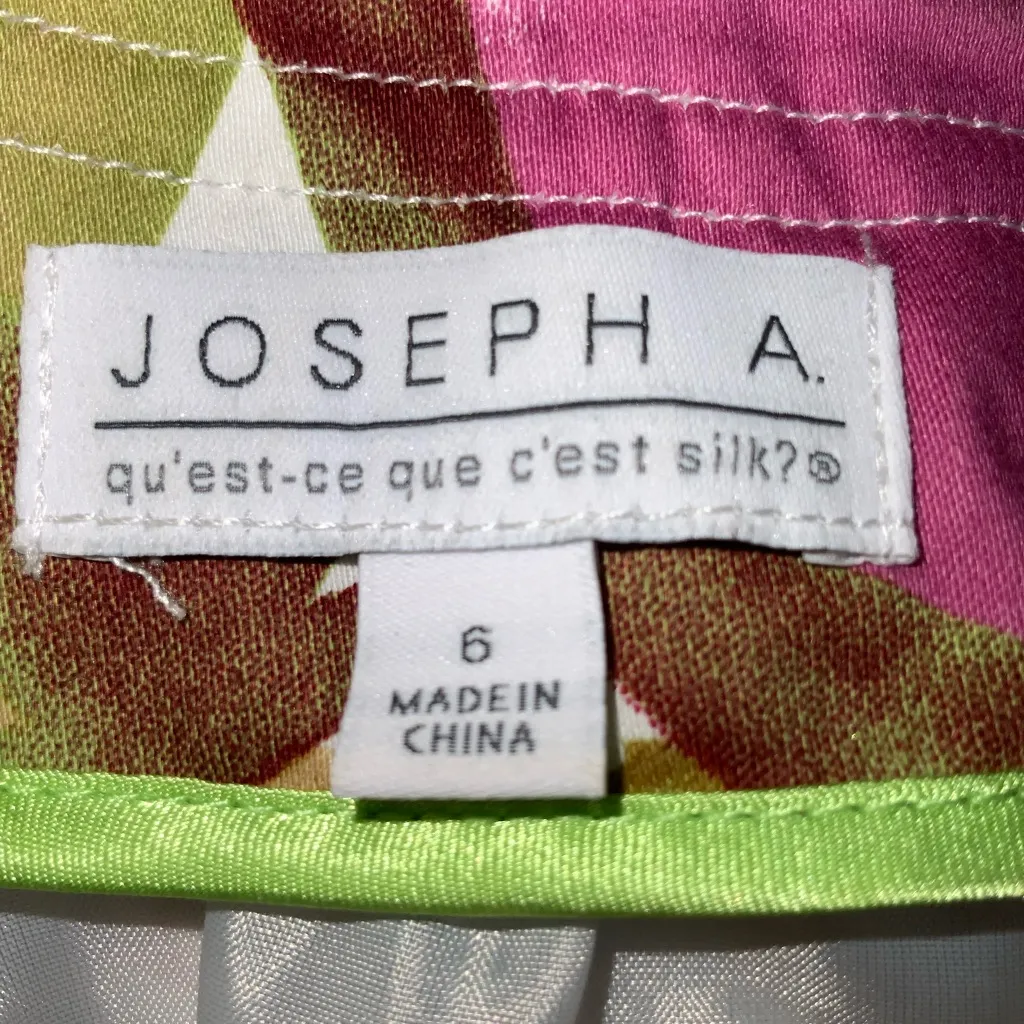 JOSEPH A.
qu'est-ce que c'est silk?®
6
MADE IN
CHINA